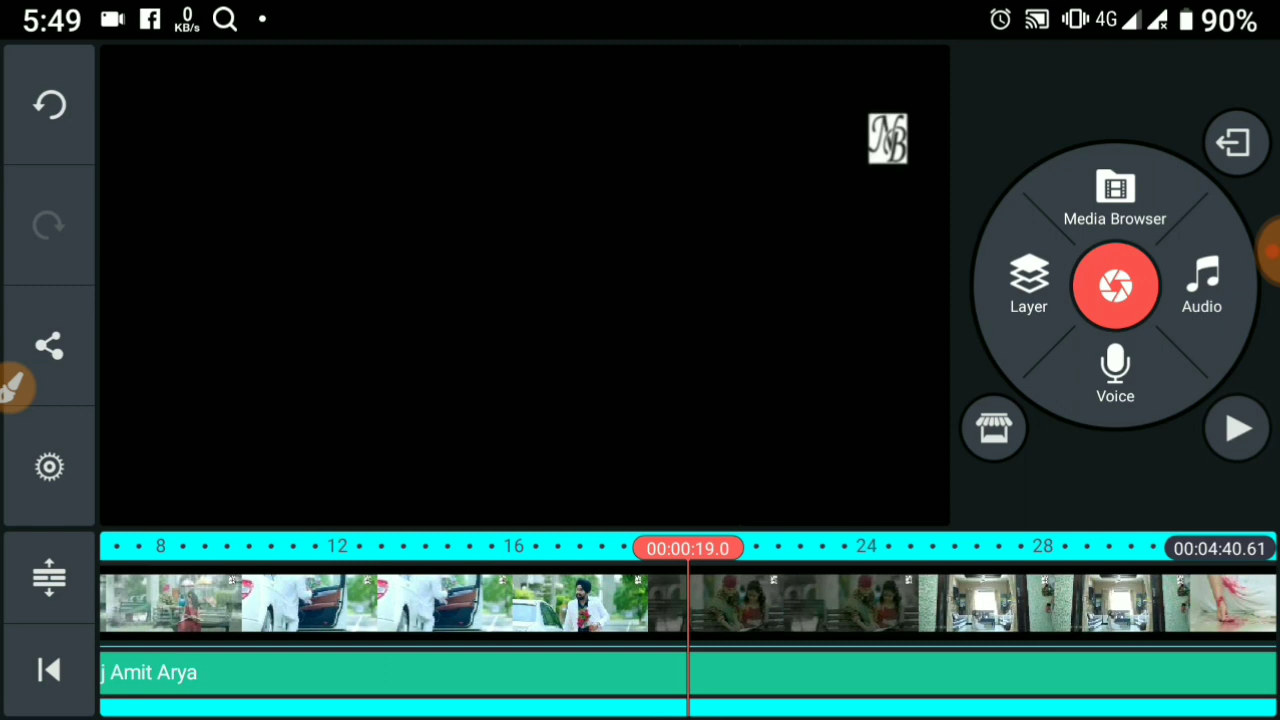 5:49
0
KB/s
4G
90%
NB
Media Browser
Layer
Audio
Voice
8
12
16
00:00:19.0
24
28
00:04:40.61
j Amit Arya